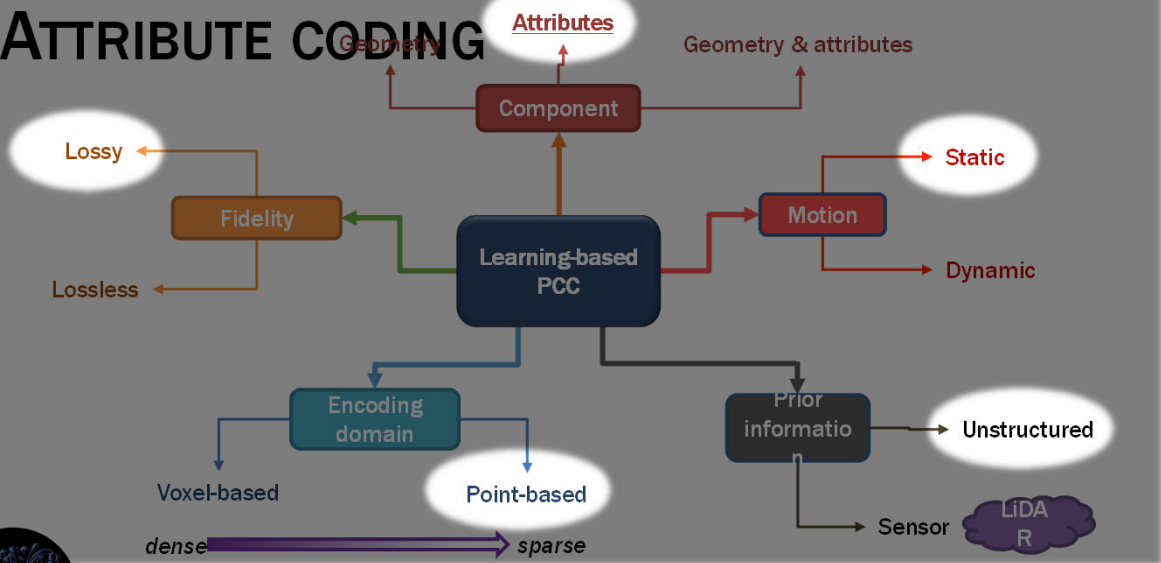 ATTRIBUTE CODING
Attributes
Geometry
Geometry & attributes
Component
Lossy
Static
Fidelity
Motion
Learning-based
PCC
Lossless
Dynamic
Encoding
domain
Prior
informatio
n
Unstructured
Voxel-based
Point-based
Sensor
LiDA
R
dense
sparse